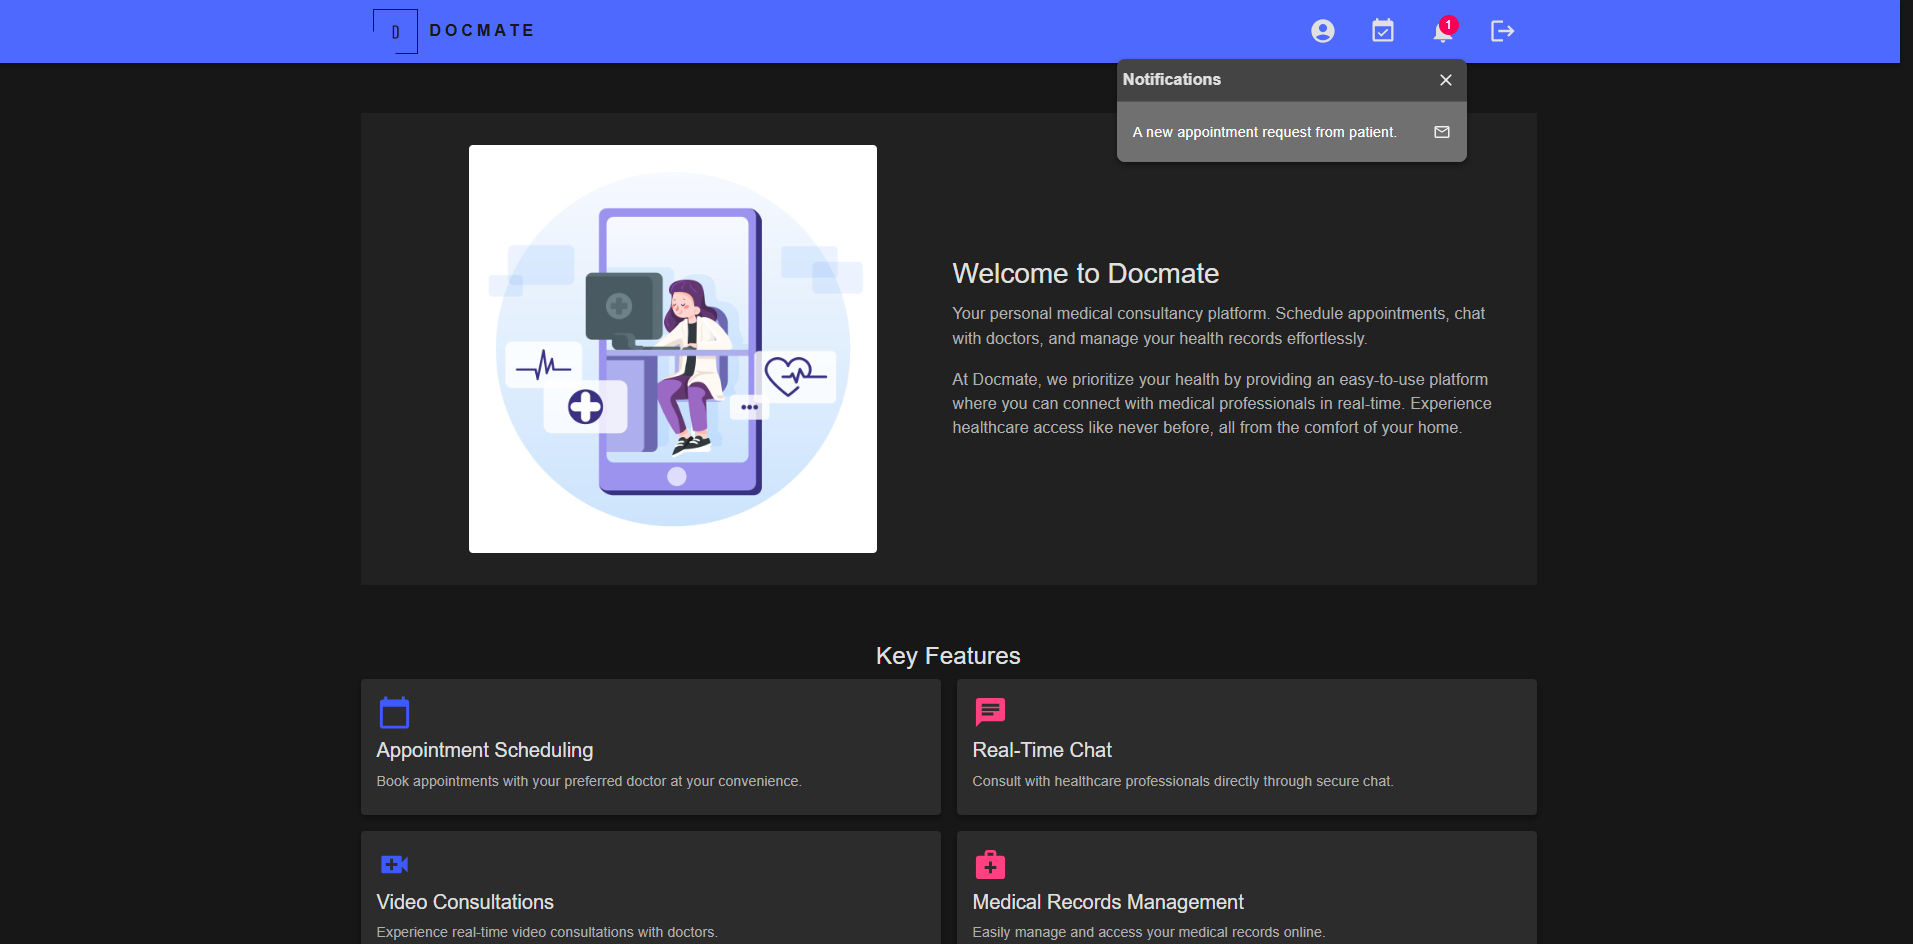 D
DOCMATE
1
Notifications
A new appointment request from patient.
Welcome to Docmate
Your personal medical consultancy platform. Schedule appointments, chat
with doctors, and manage your health records effortlessly.
At Docmate, we prioritize your health by providing an easy-to-use platform
where you can connect with medical professionals in real-time. Experience
healthcare access like never before, all from the comfort of your home.
Key Features
Appointment Scheduling
Book appointments with your preferred doctor at your convenience.
Real-Time Chat
Consult with healthcare professionals directly through secure chat.
Video Consultations
Experience real-time video consultations with doctors.
Medical Records Management
Easily manage and access your medical records online.